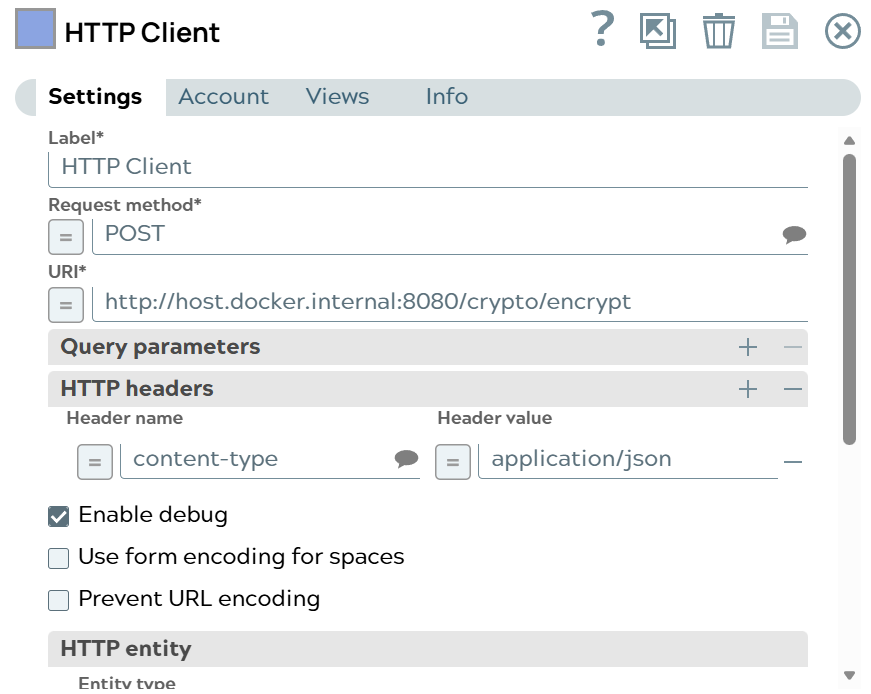 HTTP Client
?
Settings Account Views Info
Label*
HTTP Client
Request method*
= POST
URI*
= http://host.docker.internal:8080/crypto/encrypt
Query parameters
HTTP headers
Header name Header value
= content-type = application/json
Enable debug
Use form encoding for spaces
Prevent URL encoding
HTTP entity
Entity type